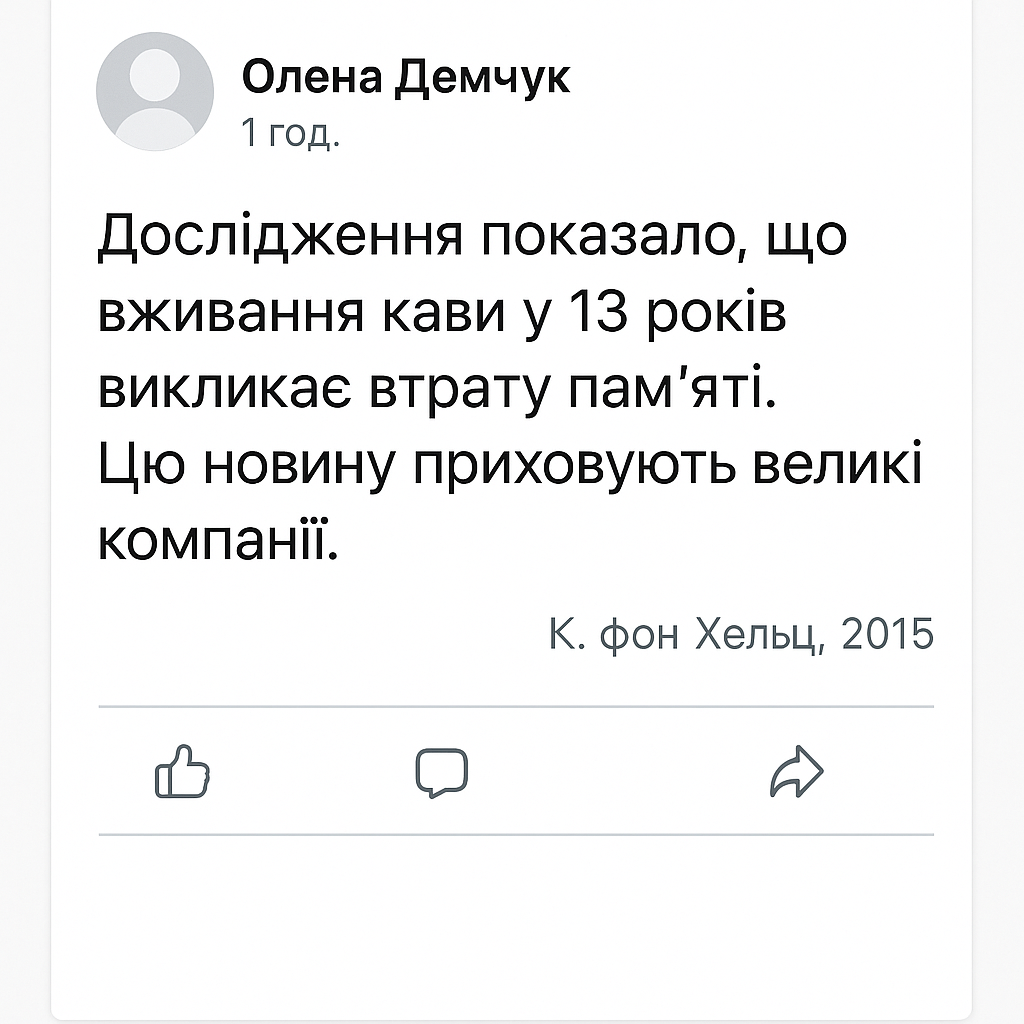 Олена Демчук
1 год.
Дослідження показало, що
вживання кави у 13 років
викликає втрату пам’яті.
Цю новину приховують великі
компанії.
К. фон Хельц, 2015